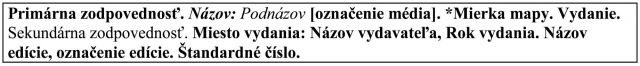 Primárna zodpovednosť. Názov: Podnázov [označenie média]. *Mierka mapy. Vydanie.
Sekundárna zodpovednosť. Miesto vydania: Názov vydavateľa, Rok vydania. Názov
edície, označenie edície. Štandardné číslo.